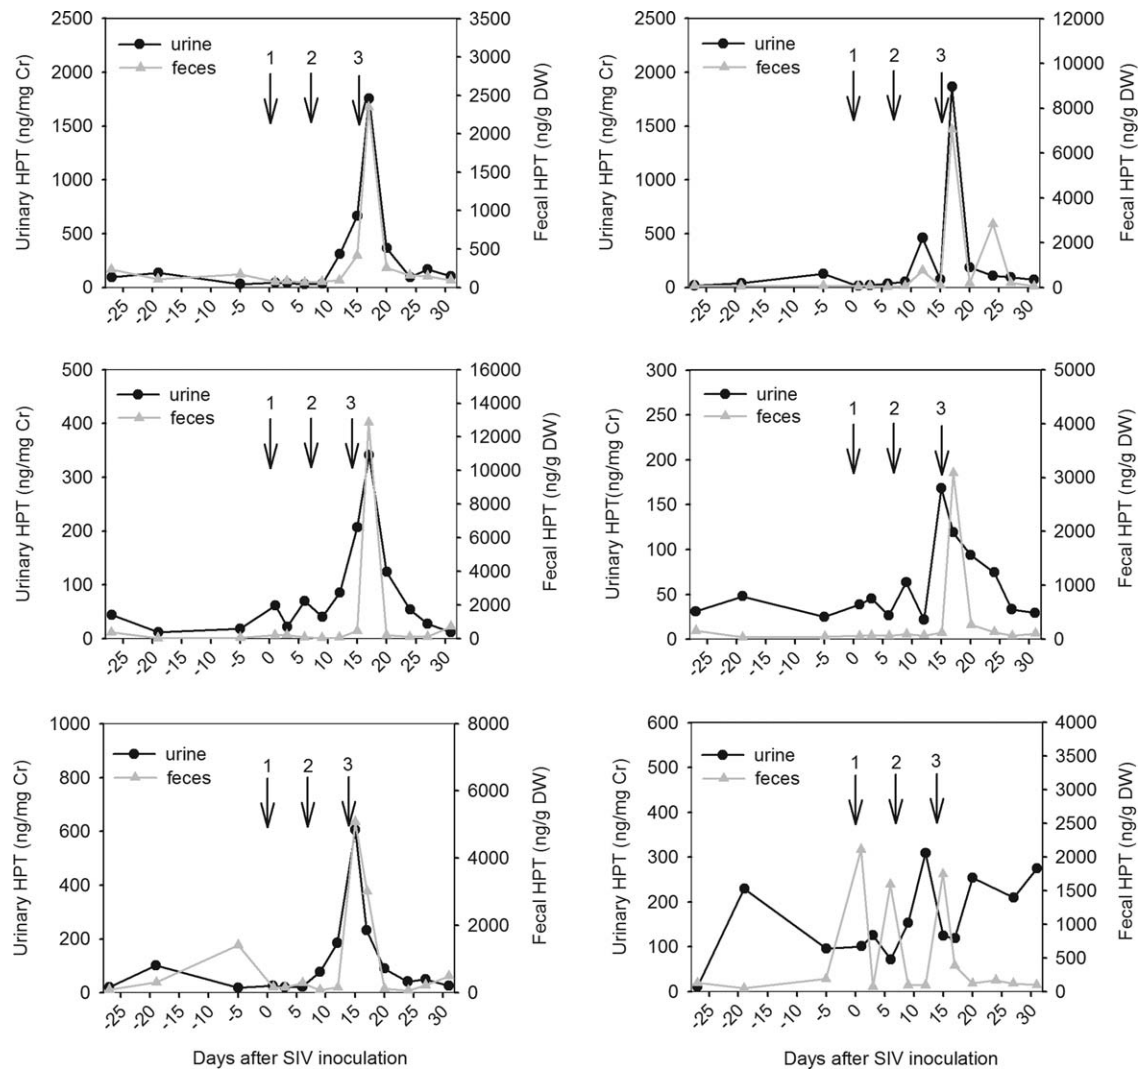 2500
2000
1500
1000
500
0
Urinary HPT (ng/mg Cr)
urine
feces
1 2 3
3500
3000
2500
2000
1500
1000
500
0
Fecal HPT (ng/g DW)
-25 -20 -15 -10 -5 0 5 10 15 20 25 30
2500
2000
1500
1000
500
0
Urinary HPT (ng/mg Cr)
urine
feces
1 2 3
12000
10000
8000
6000
4000
2000
0
Fecal HPT (ng/g DW)
-25 -20 -15 -10 -5 0 5 10 15 20 25 30
500
400
300
200
100
0
Urinary HPT (ng/mg Cr)
urine
feces
1 2 3
16000
14000
12000
10000
8000
6000
4000
2000
0
Fecal HPT (ng/g DW)
-25 -20 -15 -10 -5 0 5 10 15 20 25 30
300
250
200
150
100
50
0
Urinary HPT(ng/mg Cr)
urine
feces
1 2 3
5000
4000
3000
2000
1000
0
Fecal HPT (ng/g DW)
-25 -20 -15 -10 -5 0 5 10 15 20 25 30
1000
800
600
400
200
0
Urinary HPT (ng/mg Cr)
urine
feces
1 2 3
8000
6000
4000
2000
0
Fecal HPT (ng/g DW)
-25 -20 -15 -10 -5 0 5 10 15 20 25 30
Days after SIV inoculation
600
500
400
300
200
100
0
Urinary HPT (ng/mg Cr)
urine
feces
1 2 3
4000
3500
3000
2500
2000
1500
1000
500
0
Fecal HPT (ng/g DW)
-25 -20 -15 -10 -5 0 5 10 15 20 25 30
Days after SIV inoculation